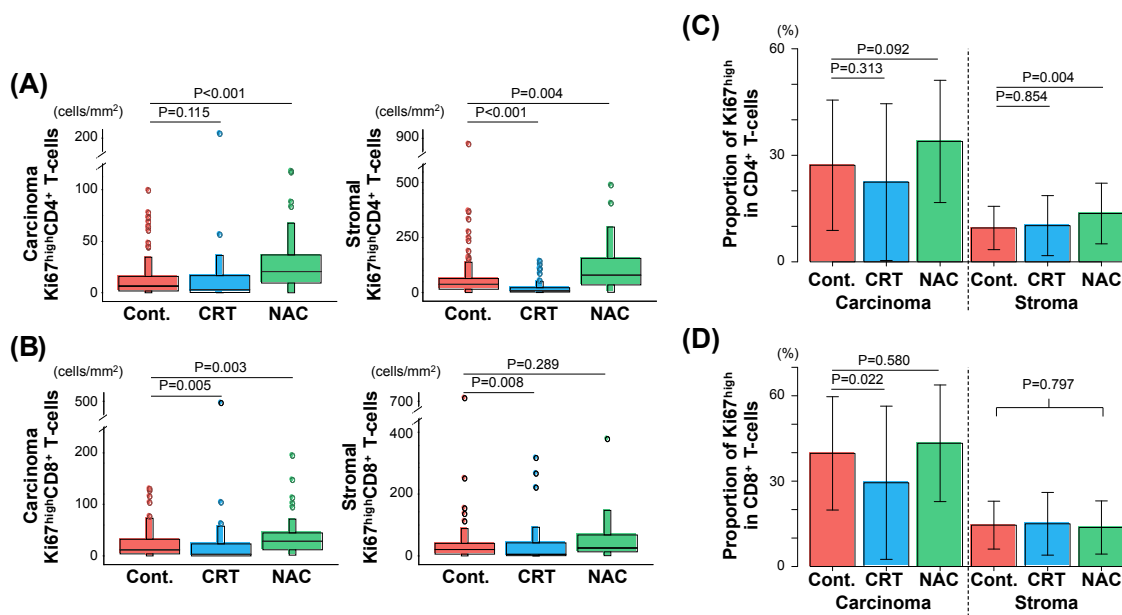 (A)
(cells/mm²)
P<0.001
P=0.115
Carcinoma
Ki67ʰⁱᵍʰCD4⁺ T-cells
200
100
50
0
Cont. CRT NAC
(cells/mm²)
P=0.004
P<0.001
Stromal
Ki67ʰⁱᵍʰCD4⁺ T-cells
900
500
250
0
Cont. CRT NAC
(B)
(cells/mm²)
P=0.003
P=0.005
Carcinoma
Ki67ʰⁱᵍʰCD8⁺ T-cells
500
200
100
0
Cont. CRT NAC
(cells/mm²)
P=0.289
P=0.008
Stromal
Ki67ʰⁱᵍʰCD8⁺ T-cells
700
400
200
0
Cont. CRT NAC
(C)
(%)
P=0.092
P=0.313
P=0.004
P=0.854
Proportion of Ki67ʰⁱᵍʰ
in CD4⁺ T-cells
60
30
0
Cont. CRT NAC Cont. CRT NAC
Carcinoma Stroma
(D)
(%)
P=0.580
P=0.022
P=0.797
Proportion of Ki67ʰⁱᵍʰ
in CD8⁺ T-cells
60
30
0
Cont. CRT NAC Cont. CRT NAC
Carcinoma Stroma